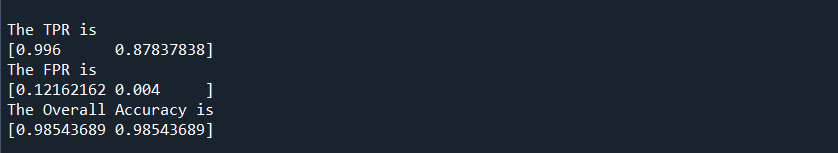 The TPR is
[0.996      0.87837838]
The FPR is
[0.12162162 0.004     ]
The Overall Accuracy is
[0.98543689 0.98543689]